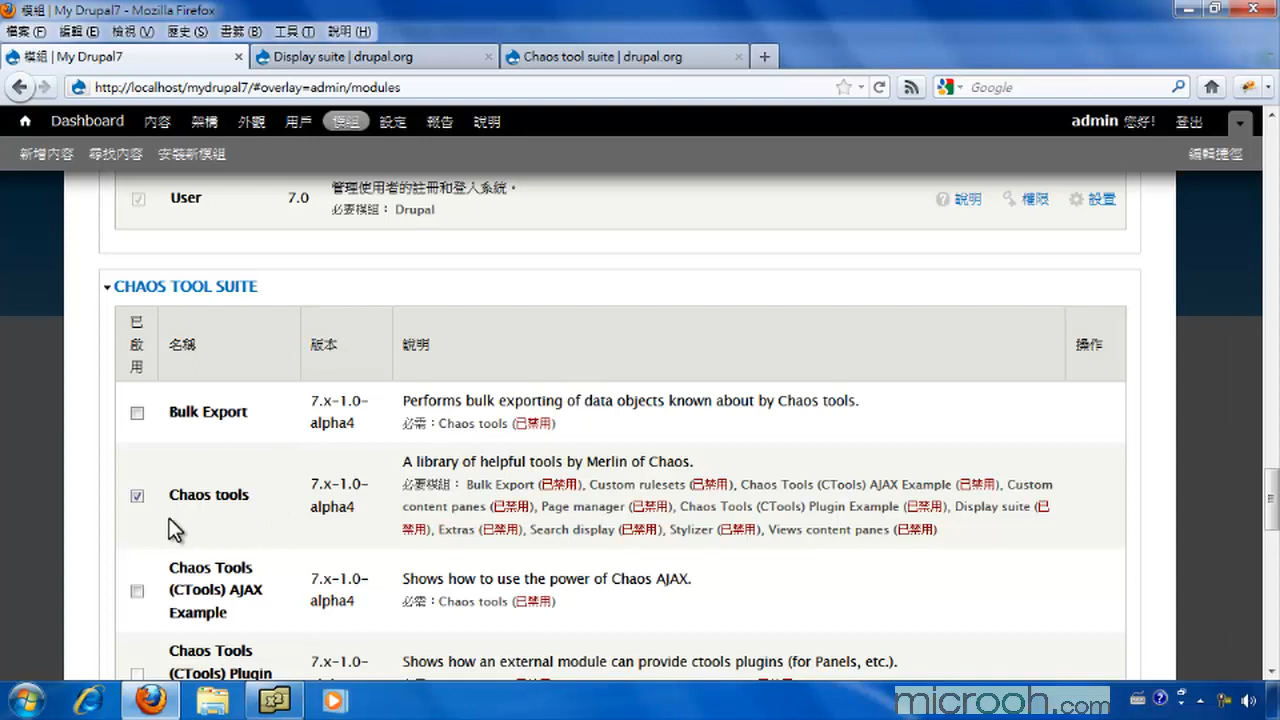 模組 | My Drupal7 - Mozilla Firefox
檔案(F) 編輯(E) 檢視(V) 歷史(S) 書籤(B) 工具(T) 說明(H)
模組 | My Drupal7 Display suite | drupal.org Chaos tool suite | drupal.org
http://localhost/mydrupal7/#overlay=admin/modules Google
Dashboard 內容 架構 外觀 用戶 模組 設定 報告 說明 admin 您好! 登出
新增內容 尋找內容 安裝新模組 編輯捷徑
User 7.0 管理使用者的註冊和登入系統。 說明 權限 設置
必要模組: Drupal
CHAOS TOOL SUITE
已啟用 名稱 版本 說明 操作
Bulk Export 7.x-1.0-alpha4 Performs bulk exporting of data objects known about by Chaos tools.
必需:Chaos tools (已禁用)
Chaos tools 7.x-1.0-alpha4 A library of helpful tools by Merlin of Chaos.
必要模組: Bulk Export (已禁用), Custom rulesets (已禁用), Chaos Tools (CTools) AJAX Example (已禁用), Custom
content panes (已禁用), Page manager (已禁用), Chaos Tools (CTools) Plugin Example (已禁用), Display suite (已
禁用), Extras (已禁用), Search display (已禁用), Stylizer (已禁用), Views content panes (已禁用)
Chaos Tools
(CTools) AJAX
Example
7.x-1.0-alpha4 Shows how to use the power of Chaos AJAX.
必需:Chaos tools (已禁用)
Chaos Tools
(CTools) Plugin
7.x-1.0- Shows how an external module can provide ctools plugins (for Panels, etc.).
microoh.com